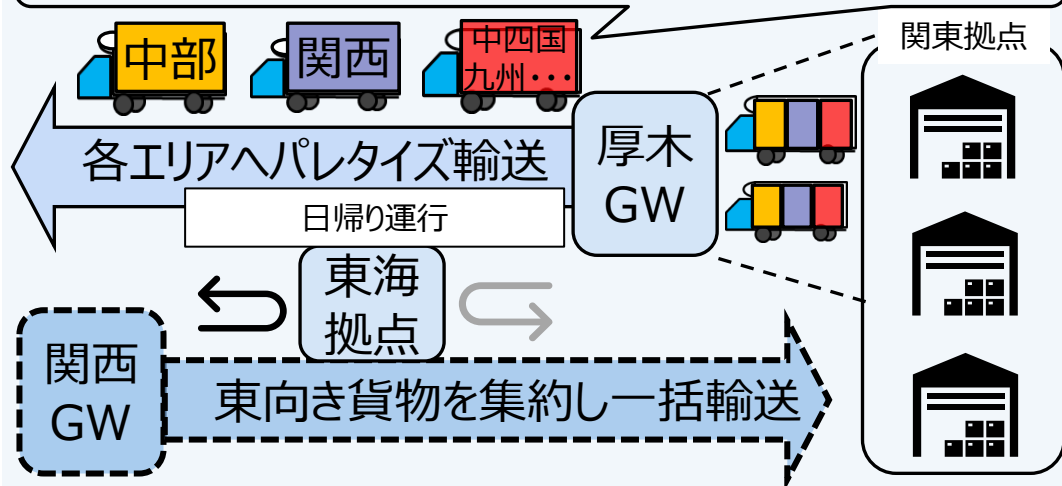 関東拠点
中部
関西
中四国
九州・・・
厚木
GW
各エリアへパレタイズ輸送
日帰り運行
東海
拠点
関西
GW
東向き貨物を集約し一括輸送